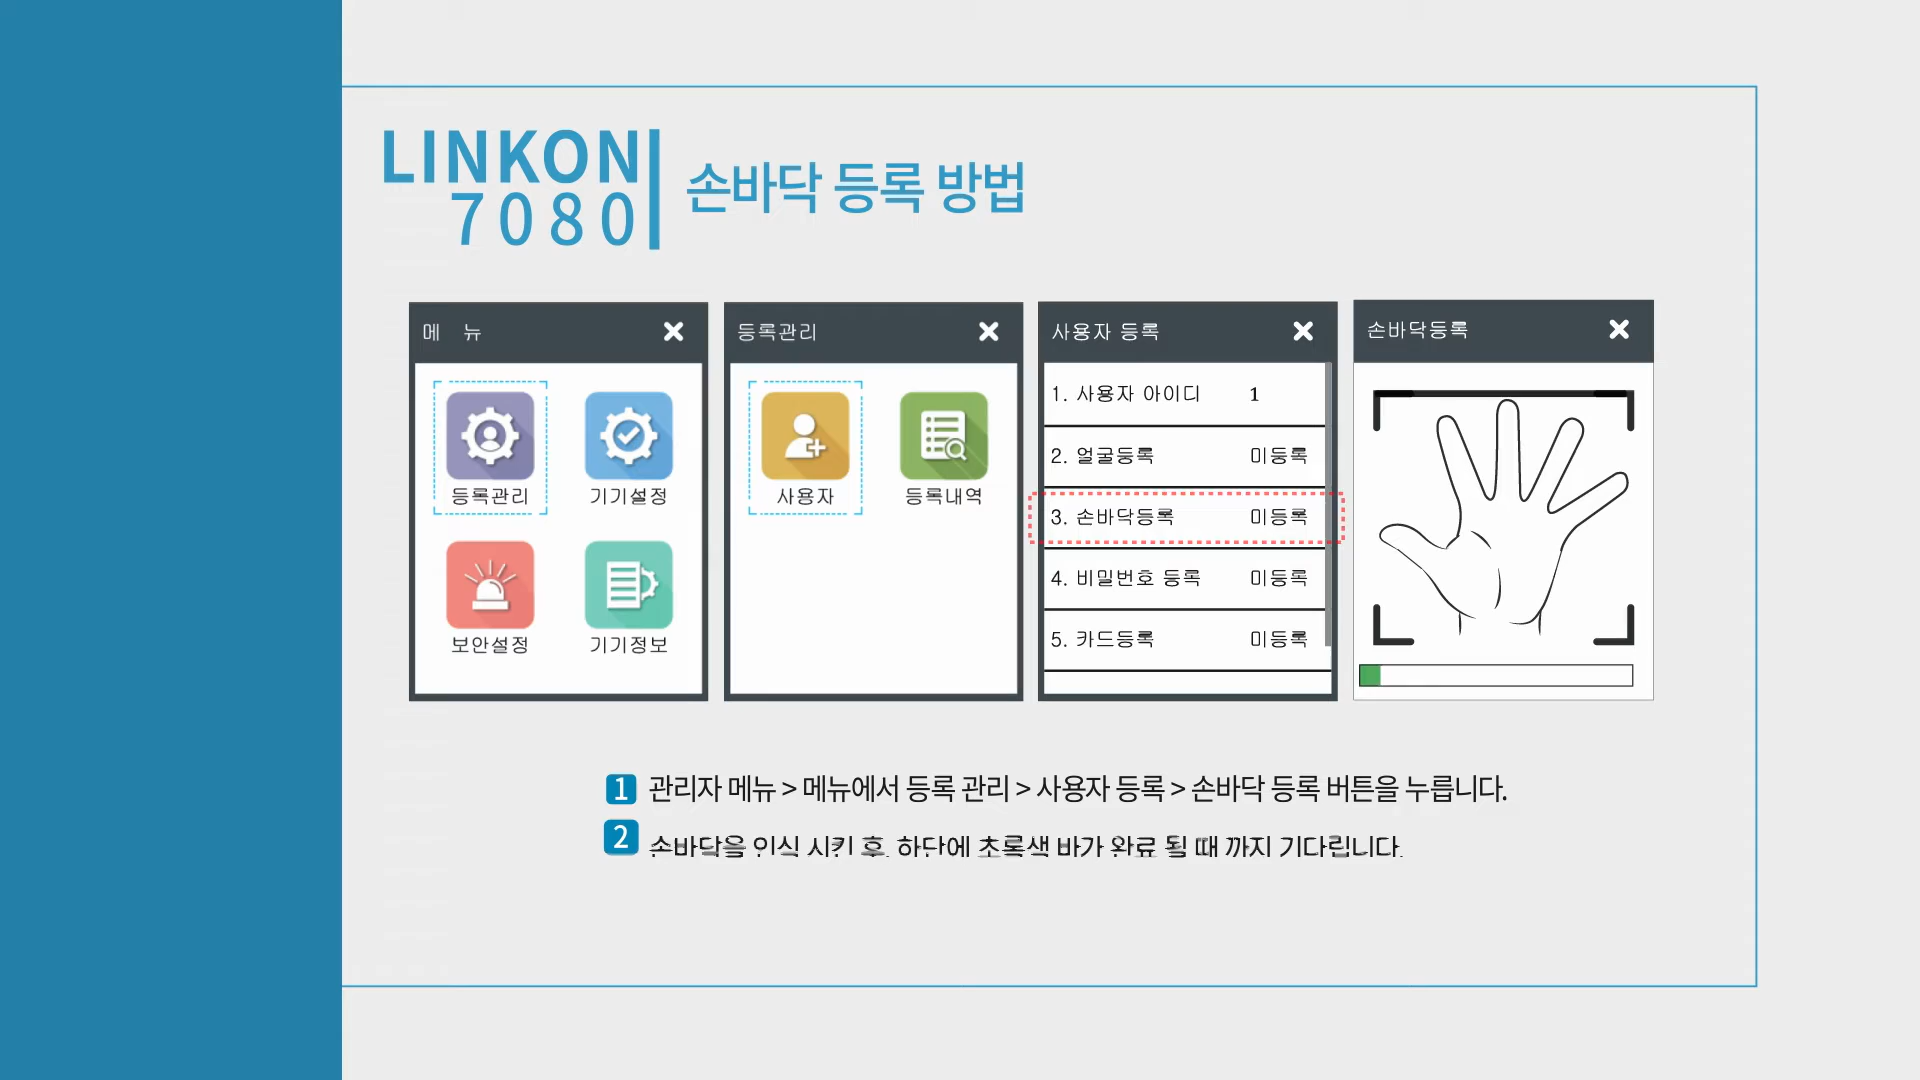 LINKON
7080
손바닥 등록 방법
메 뉴
등록관리
기기설정
보안설정
기기정보
등록관리
사용자
등록내역
사용자 등록
1. 사용자 아이디 1
2. 얼굴등록 미등록
3. 손바닥등록 미등록
4. 비밀번호 등록 미등록
5. 카드등록 미등록
손바닥등록
1 관리자 메뉴 > 메뉴에서 등록 관리 > 사용자 등록 > 손바닥 등록 버튼을 누릅니다.
2 손바닥을 인식 시킨 후, 하단에 초록색 바가 완료 될 때 까지 기다립니다.